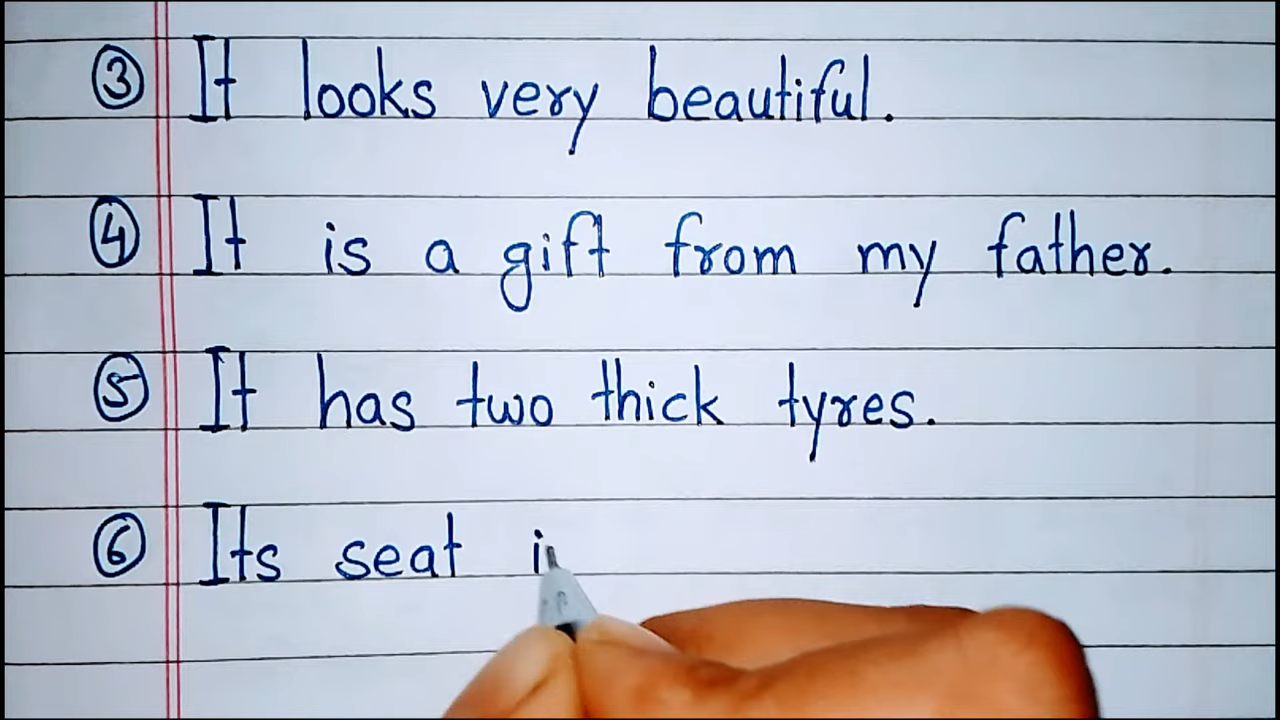 ③ It looks very beautiful.
④ It is a gift from my father.
⑤ It has two thick tyres.
⑥ Its seat i